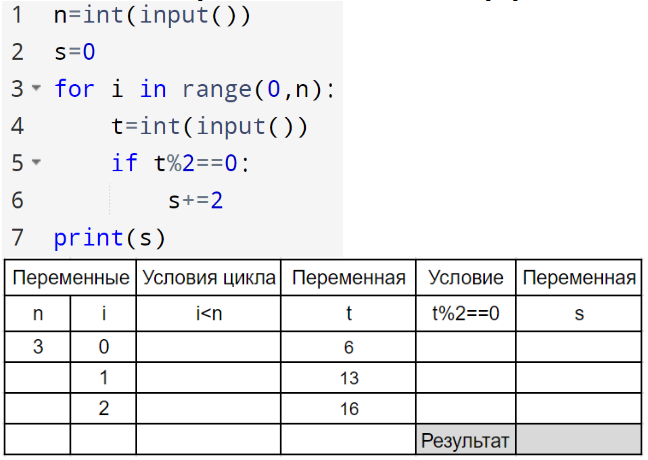 1 n=int(input())
2 s=0
3 for i in range(0,n):
4 t=int(input())
5 if t%2==0:
6 s+=2
7 print(s)
Переменные Условия цикла Переменная Условие Переменная
n i i<n t t%2==0 s
3 0 6
1 13
2 16
Результат